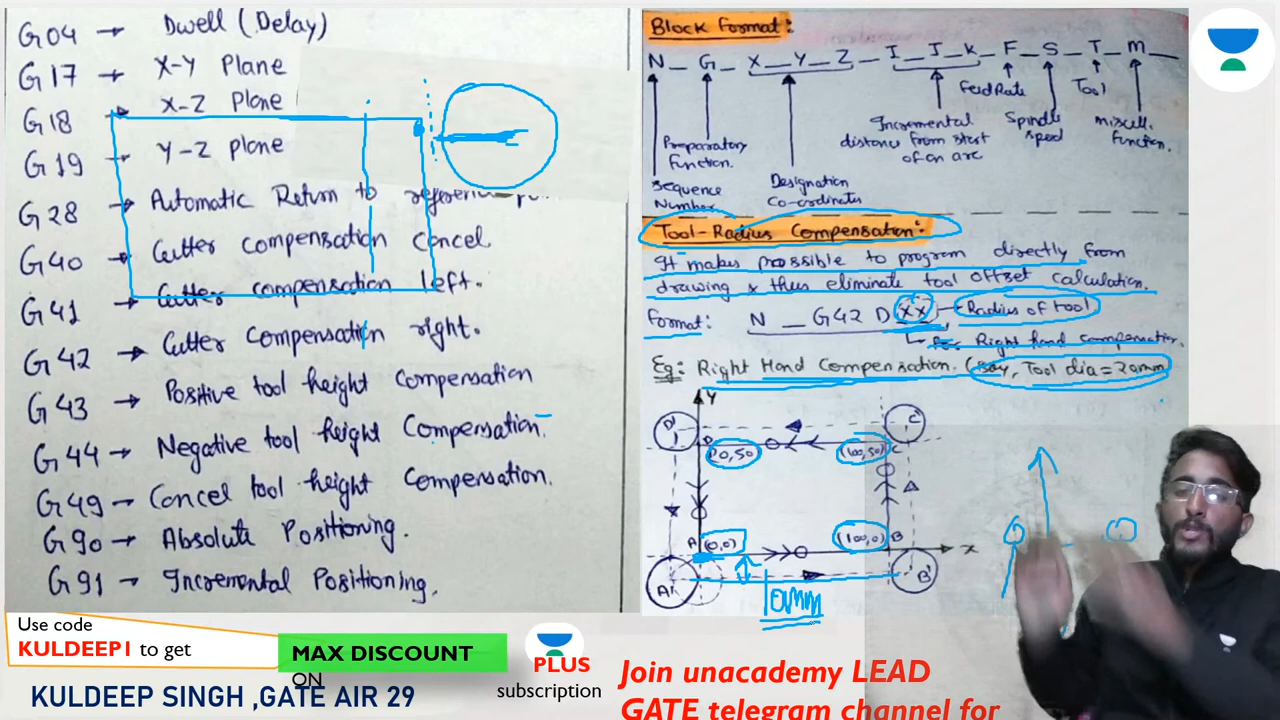 G04 → Dwell (Delay)
G17 → X-Y Plane
G18 → X-Z Plane
G19 → Y-Z plane
G28 → Automatic Return to
G40 → Cutter compensation Cancel
G41 → Cutter compensation left.
G42 → Cutter Compensation right.
G43 → Positive tool height Compensation
G44 → Negative tool height Compensation.
G49 → Cancel tool height Compensation.
G90 → Absolute Positioning.
G91 → Incremental Positioning.
Block Format:
N_ G_ X_Y_Z_ I_J_K_F_S_T_M_
FeedRate
Tool
Preparatory Function.
Incremental distance from start of an arc
Spindle speed
miscell. Function.
Sequence Number
Designation Co-ordinates
Tool-Radius Compensation:
It makes possible to program directly from
drawing & thus eliminate tool offset calculation.
Format: N _ G42 D XX → Radius of tool
Right hand compensation.
Eg: Right Hand Compensation. (Say, Tool dia = 20mm
Y
D'
C'
D
(0,50
(100,50)
C
A
(0,0)
(100,0)
B
X
A'
B'
10mm
Use code
KULDEEP1 to get
MAX DISCOUNT
ON
PLUS
subscription
KULDEEP SINGH ,GATE AIR 29
Join unacademy LEAD
GATE telegram channel for